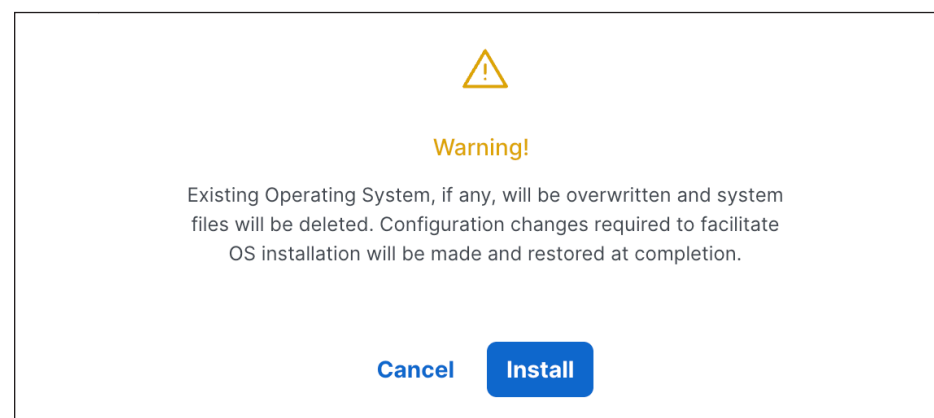 Warning!
Existing Operating System, if any, will be overwritten and system
files will be deleted. Configuration changes required to facilitate
OS installation will be made and restored at completion.
Cancel Install